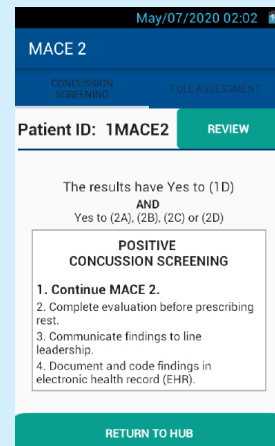 May/07/2020 02:02
MACE 2
CONCUSSION
SCREENING
FULL ASSESSMENT
Patient ID: 1MACE2
REVIEW
The results have Yes to (1D)
AND
Yes to (2A), (2B), (2C) or (2D)
POSITIVE
CONCUSSION SCREENING
1. Continue MACE 2.
2. Complete evaluation before prescribing
rest.
3. Communicate findings to line
leadership.
4. Document and code findings in
electronic health record (EHR).
RETURN TO HUB